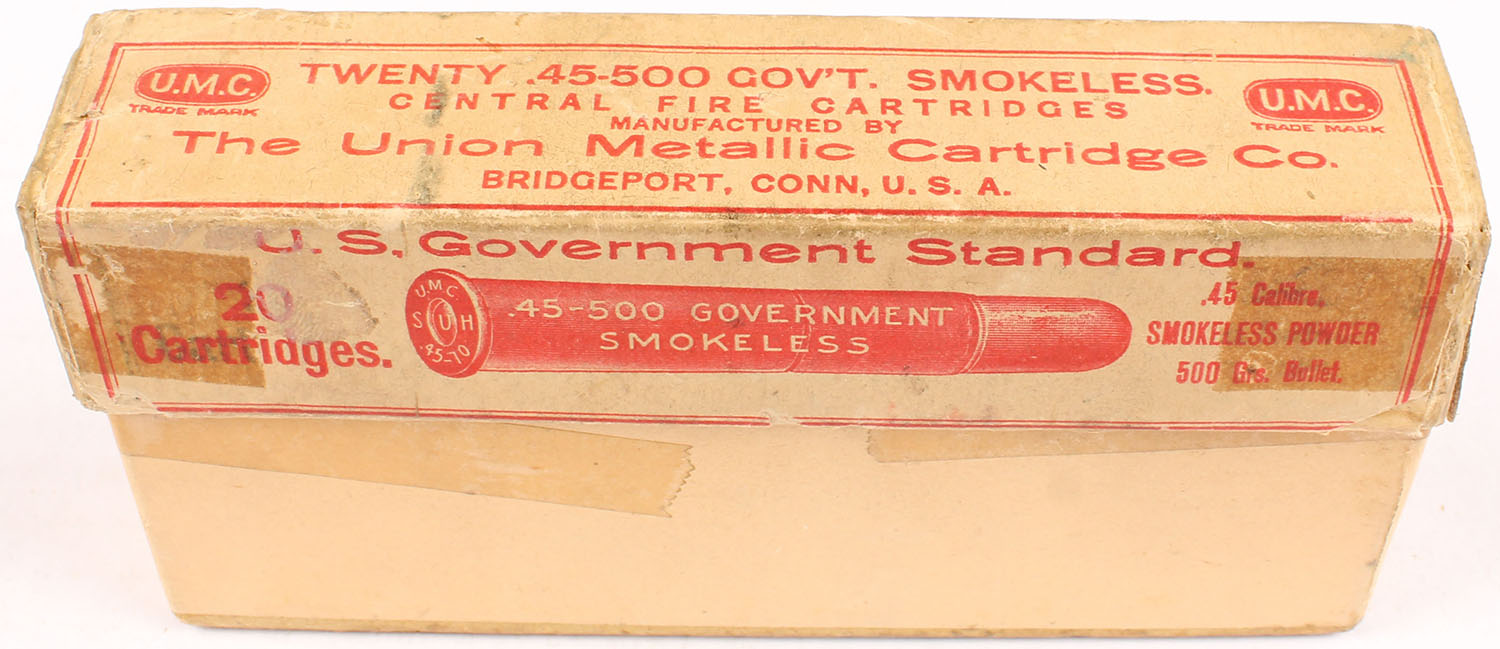 U.M.C.
TRADE MARK
TWENTY .45-500 GOV'T. SMOKELESS.
CENTRAL FIRE CARTRIDGES
MANUFACTURED BY
The Union Metallic Cartridge Co.
BRIDGEPORT, CONN, U. S. A.
U.M.C.
TRADE MARK
U. S. Government Standard.
20
Cartridges.
U.M.C.
S U H
45-70
.45-500 GOVERNMENT
SMOKELESS
.45 Calibre.
SMOKELESS POWDER
500 Grs. Bullet.